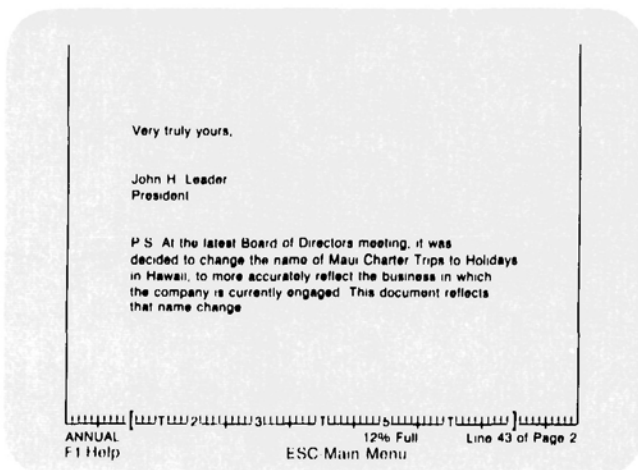 Very truly yours,
John H. Leader
President
P.S. At the latest Board of Directors meeting, it was
decided to change the name of Maui Charter Trips to Holidays
in Hawaii, to more accurately reflect the business in which
the company is currently engaged. This document reflects
that name change
[ T 2 3 T 5 T ]
ANNUAL 12% Full Line 43 of Page 2
F1 Help ESC Main Menu